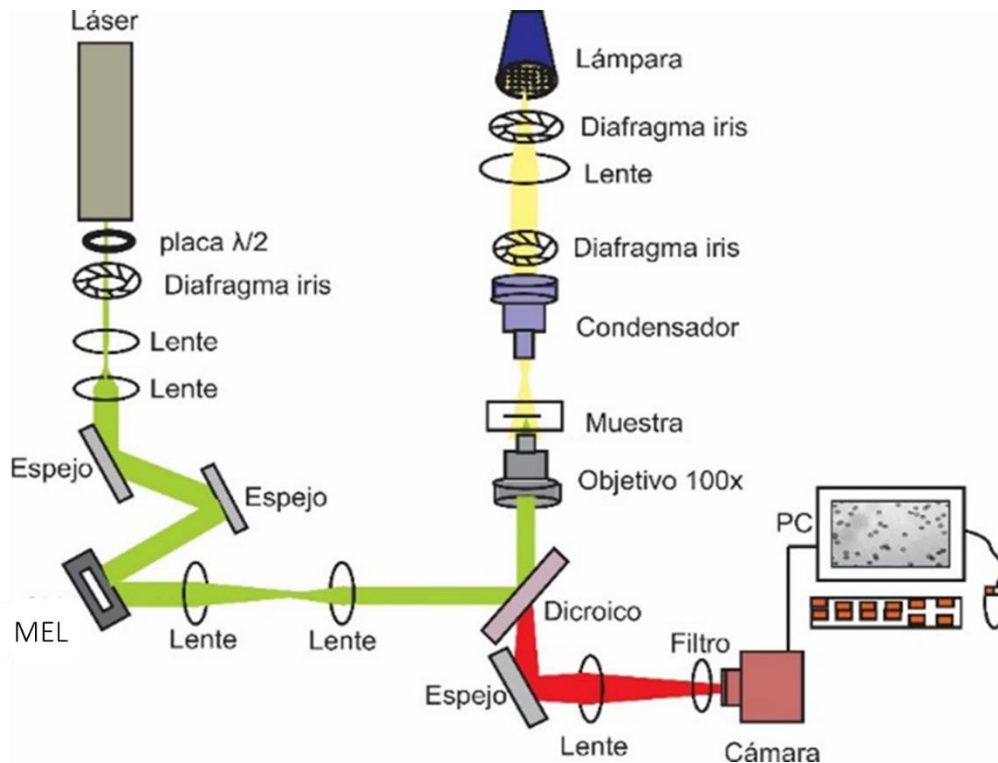 Láser
Lámpara
Diafragma iris
Lente
placa λ/2
Diafragma iris
Diafragma iris
Lente
Condensador
Lente
Muestra
Espejo
Espejo
Objetivo 100x
PC
MEL
Lente
Lente
Dicroico
Filtro
Espejo
Lente
Cámara